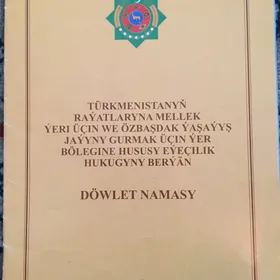 TÜRKMENISTANYŇ
RAÝATLARYNA MELLEK
ÝERI ÜÇIN WE ÖZBAŞDAK ÝAŞAÝYŞ
JAÝYNY GURMAK ÜÇIN ÝER
BÖLEGINE HUSUSY EÝEÇILIK
HUKUGYNY BERÝÄN
DÖWLET NAMASY